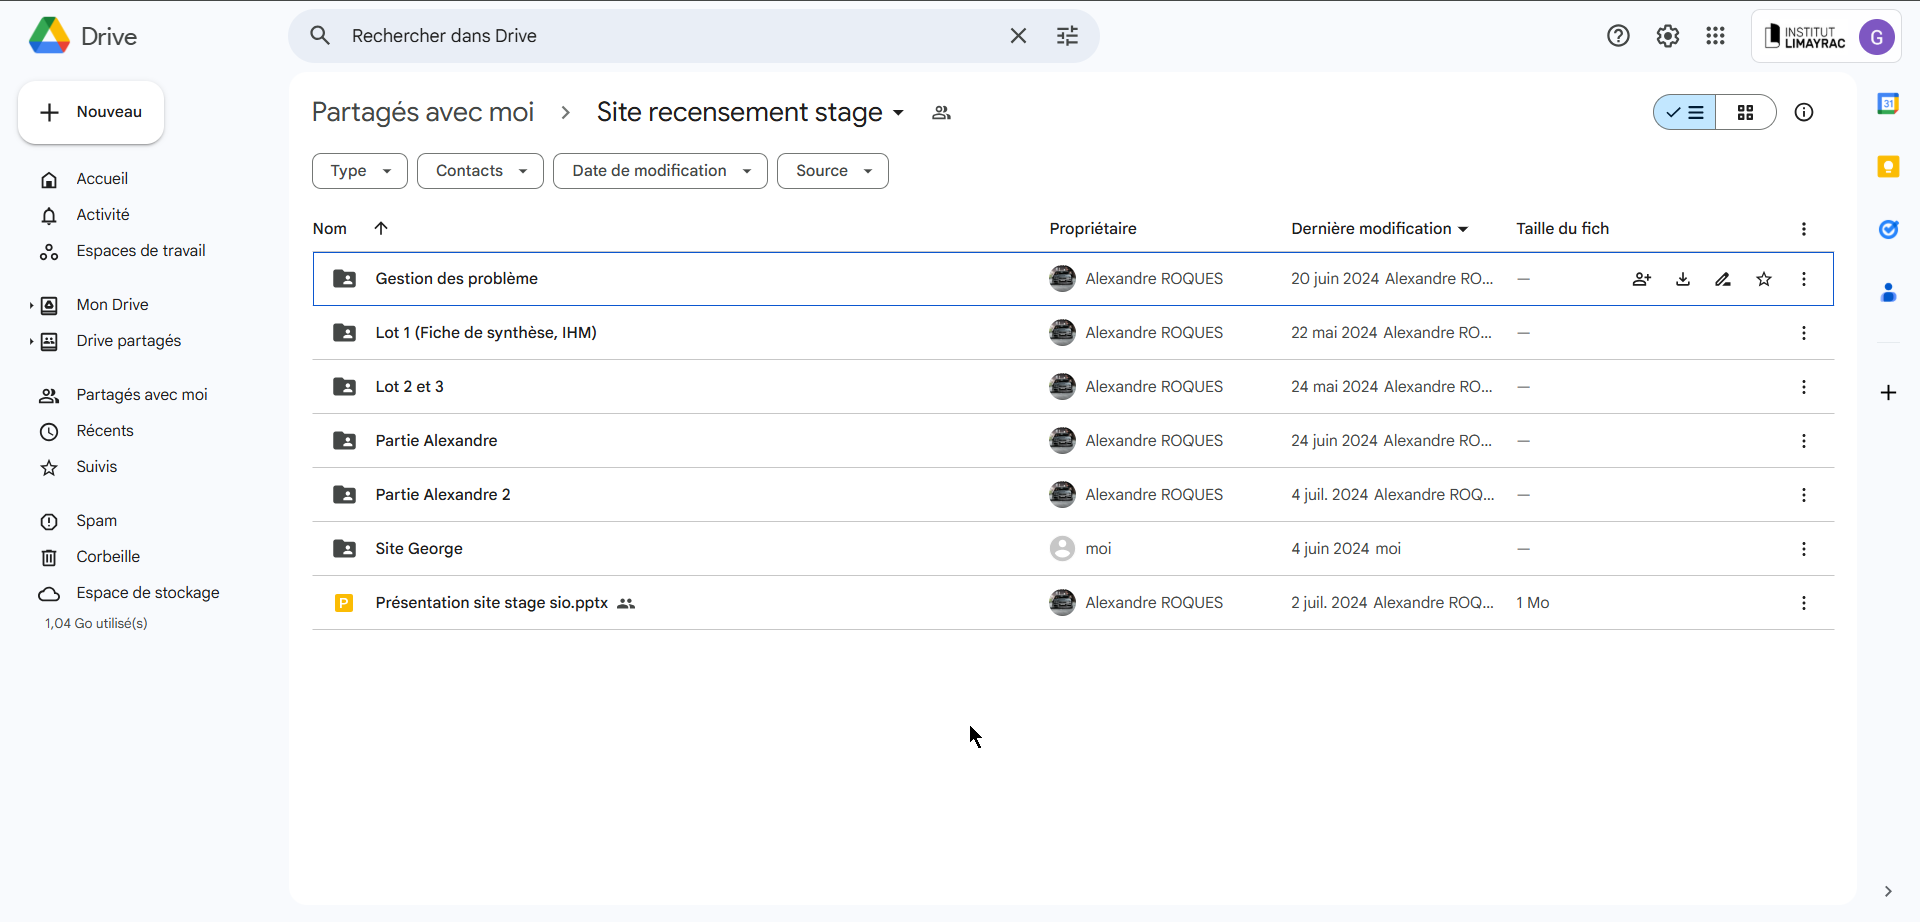 Drive
Rechercher dans Drive
INSTITUT
LIMAYRAC
G
Nouveau
Accueil
Activité
Espaces de travail
Mon Drive
Drive partagés
Partagés avec moi
Récents
Suivis
Spam
Corbeille
Espace de stockage
1,04 Go utilisé(s)
Partagés avec moi > Site recensement stage
Type Contacts Date de modification Source
Nom Propriétaire Dernière modification Taille du fich
Gestion des problème Alexandre ROQUES 20 juin 2024 Alexandre RO... —
Lot 1 (Fiche de synthèse, IHM) Alexandre ROQUES 22 mai 2024 Alexandre RO... —
Lot 2 et 3 Alexandre ROQUES 24 mai 2024 Alexandre RO... —
Partie Alexandre Alexandre ROQUES 24 juin 2024 Alexandre RO... —
Partie Alexandre 2 Alexandre ROQUES 4 juil. 2024 Alexandre ROQ... —
Site George moi 4 juin 2024 moi —
P Présentation site stage sio.pptx Alexandre ROQUES 2 juil. 2024 Alexandre ROQ... 1 Mo
31